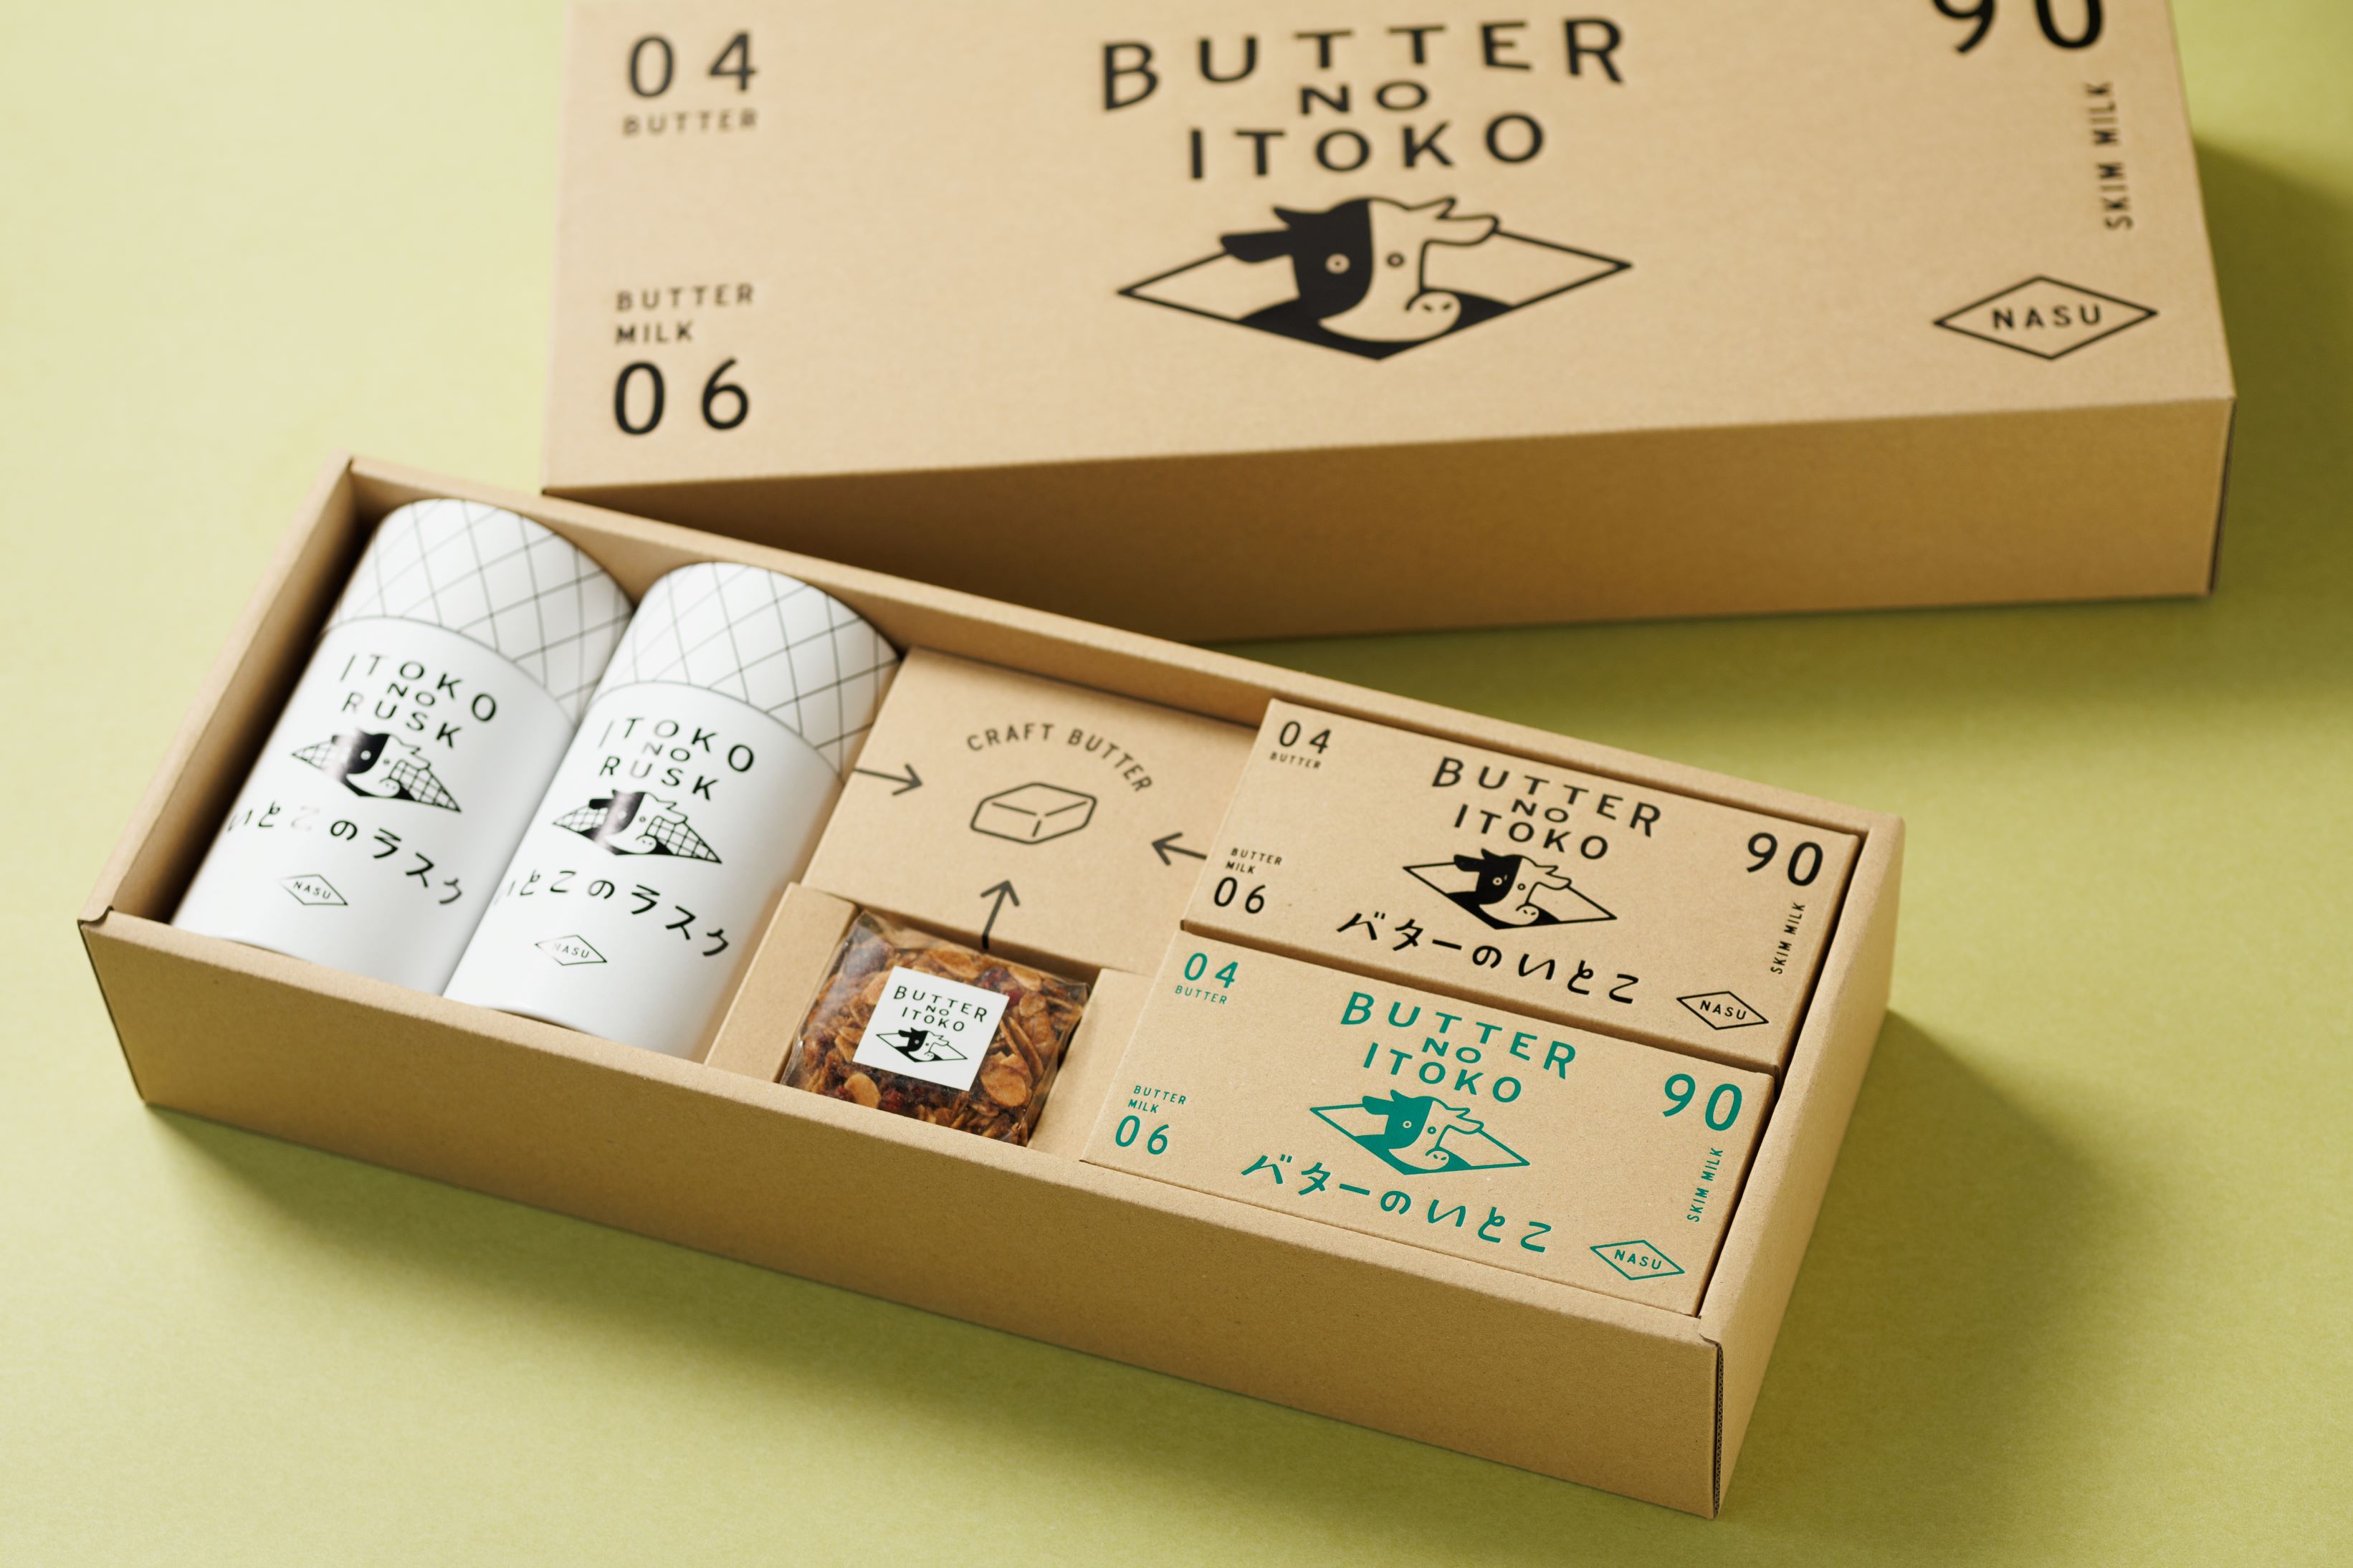 04
BUTTER
BUTTER
NO
ITOKO
90
SKIM MILK
BUTTER
MILK
06
NASU
ITOKO
NO
RUSK
いとこのラスク
NASU
ITOKO
NO
RUSK
いとこのラスク
NASU
CRAFT BUTTER
BUTTER
NO
ITOKO
04
BUTTER
BUTTER
NO
ITOKO
90
SKIM MILK
BUTTER
MILK
06
バターのいとこ
NASU
04
BUTTER
BUTTER
NO
ITOKO
90
SKIM MILK
BUTTER
MILK
06
バターのいとこ
NASU